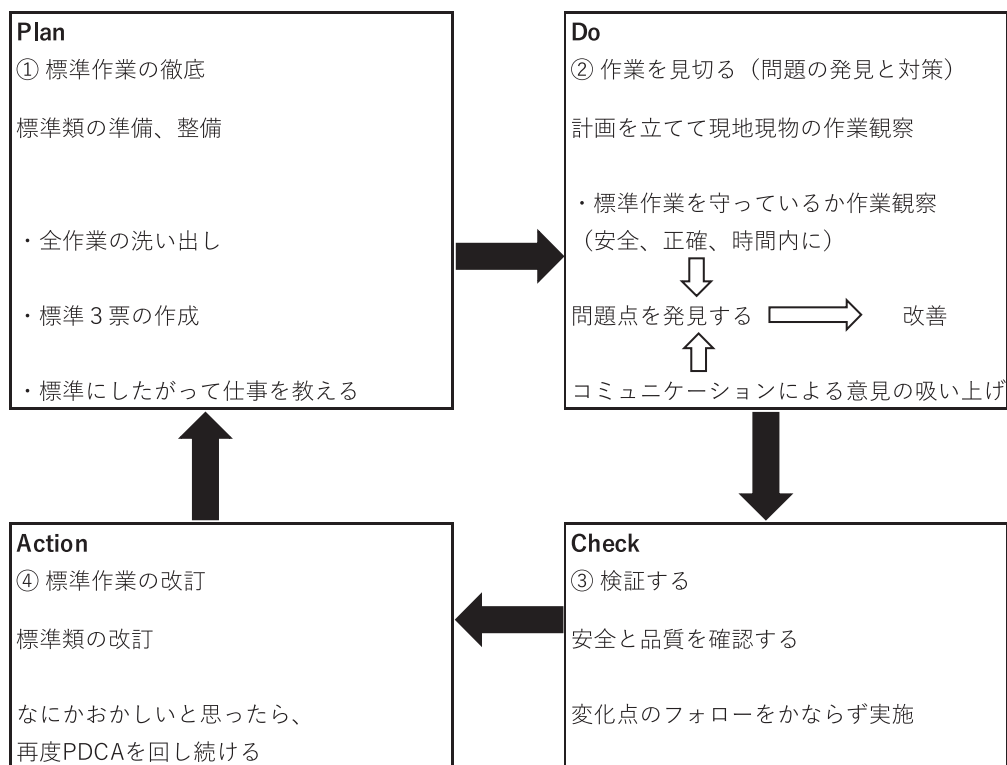 Plan
① 標準作業の徹底
標準類の準備、整備
・全作業の洗い出し
・標準３票の作成
・標準にしたがって仕事を教える
Do
② 作業を見切る（問題の発見と対策）
計画を立てて現地現物の作業観察
・標準作業を守っているか作業観察
（安全、正確、時間内に）
問題点を発見する
改善
コミュニケーションによる意見の吸い上げ
Check
③ 検証する
安全と品質を確認する
変化点のフォローをかならず実施
Action
④ 標準作業の改訂
標準類の改訂
なにかおかしいと思ったら、
再度PDCAを回し続ける